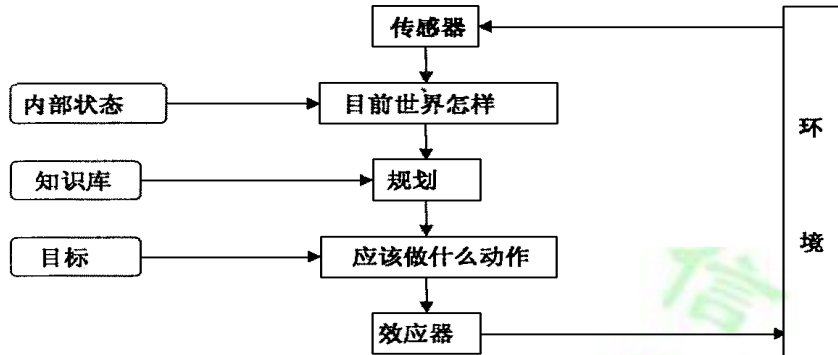 传感器
内部状态
目前世界怎样
环
知识库
规划
境
目标
应该做什么动作
信
效应器